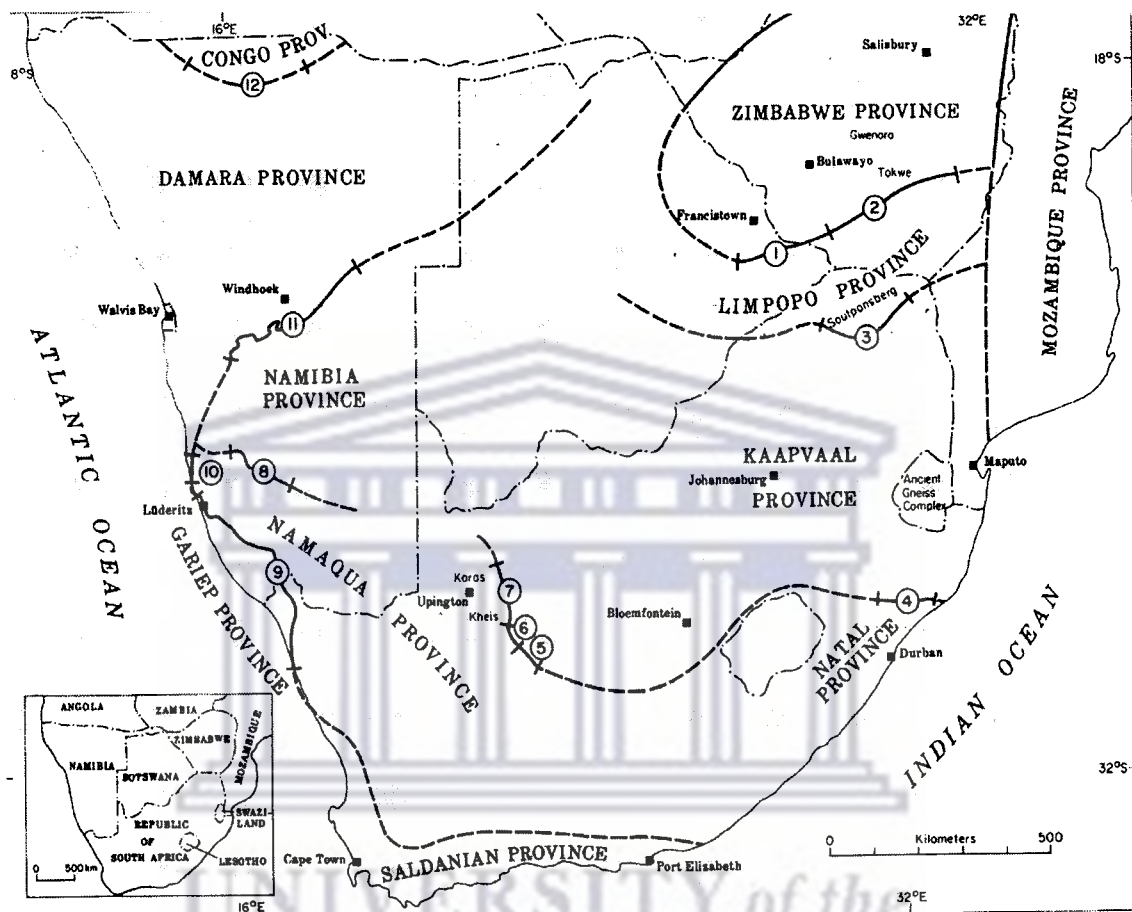 16°E
32°E
CONGO PROV.
Salisbury
8°S
18°S
12
ZIMBABWE PROVINCE
Gwenoro
DAMARA PROVINCE
Bulawayo
Tokwe
MOZAMBIQUE PROVINCE
2
Francistown
1
LIMPOPO PROVINCE
Windhoek
Soutponsberg
Walvis Bay
11
3
ATLANTIC OCEAN
NAMIBIA
PROVINCE
KAAPVAAL
PROVINCE
10
8
Johannesburg
Maputo
Ancient
Gneiss
Complex
Lüderitz
NAMAQUA
PROVINCE
GARIEP PROVINCE
9
Koras
7
Upington
Kheis
6
5
Bloemfontein
4
NATAL
PROVINCE
Durban
INDIAN OCEAN
ANGOLA
ZAMBIA
ZIMBABWE
MOZAMBIQUE
NAMIBIA
BOTSWANA
32°S
REPUBLIC
OF
SOUTH AFRICA
SWAZI-
LAND
LESOTHO
0 500km
0 Kilometers 500
Cape Town
SALDANIAN PROVINCE
Port Elizabeth
16°E
32°E
UNIVERSITY of the